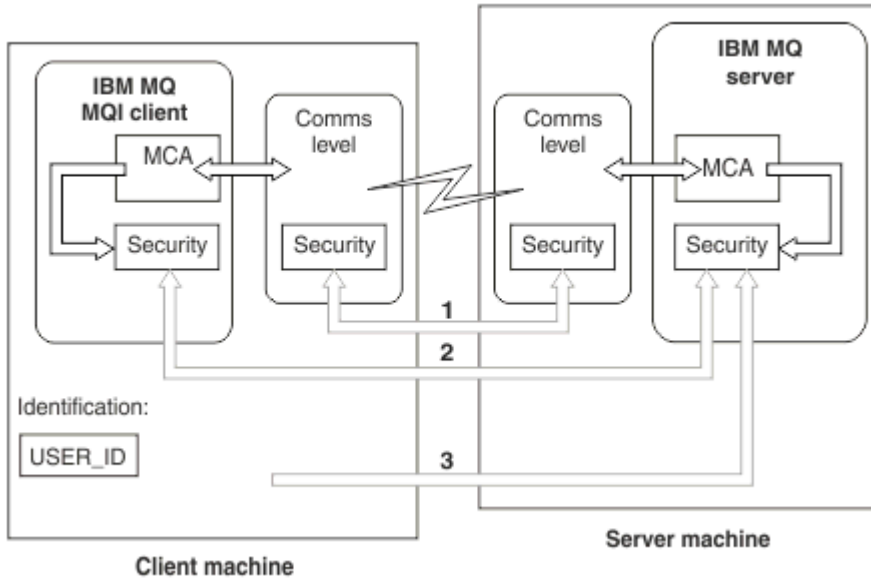 IBM MQ
MQI client
MCA
Security
Comms
level
Security
Comms
level
Security
IBM MQ
server
MCA
Security
1
2
3
Identification:
USER_ID
Client machine
Server machine